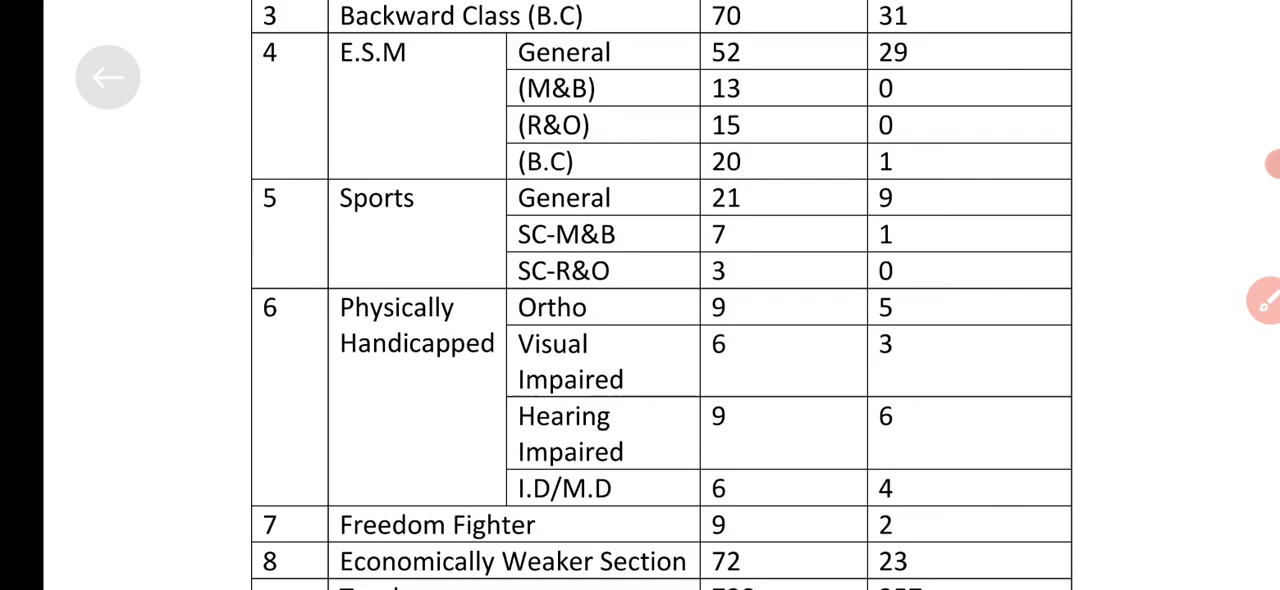 3 Backward Class (B.C) 70 31
4 E.S.M General 52 29
(M&B) 13 0
(R&O) 15 0
(B.C) 20 1
5 Sports General 21 9
SC-M&B 7 1
SC-R&O 3 0
6 Physically Handicapped Ortho 9 5
Visual Impaired 6 3
Hearing Impaired 9 6
I.D/M.D 6 4
7 Freedom Fighter 9 2
8 Economically Weaker Section 72 23